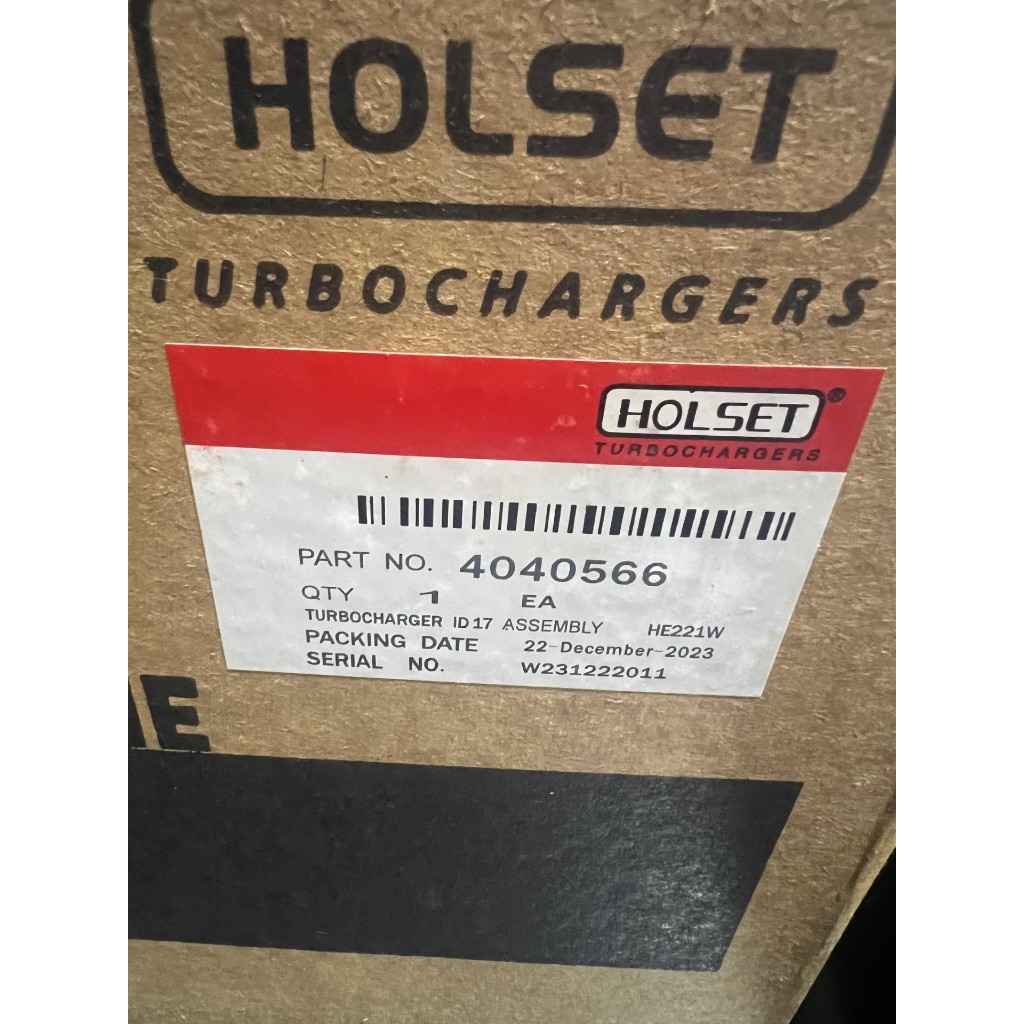 HOLSET
TURBOCHARGERS
HOLSET®
TURBOCHARGERS
PART NO. 4040566
QTY 1 EA
TURBOCHARGER ID17 ASSEMBLY HE221W
PACKING DATE 22-December-2023
SERIAL NO. W231222011